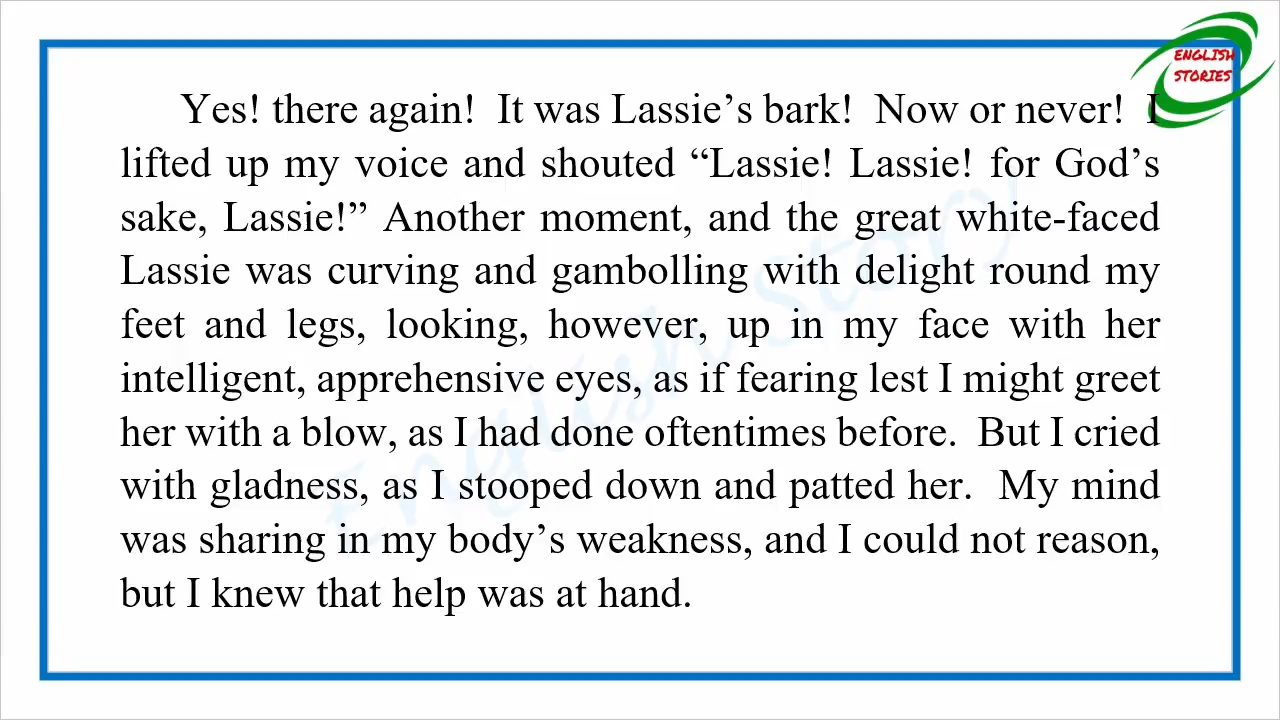 ENGLISH
STORIES
Yes! there again!  It was Lassie’s bark!  Now or never!  I
lifted up my voice and shouted “Lassie! Lassie! for God’s
sake, Lassie!” Another moment, and the great white-faced
Lassie was curving and gambolling with delight round my
feet and legs, looking, however, up in my face with her
intelligent, apprehensive eyes, as if fearing lest I might greet
her with a blow, as I had done oftentimes before.  But I cried
with gladness, as I stooped down and patted her.  My mind
was sharing in my body’s weakness, and I could not reason,
but I knew that help was at hand.
English Story